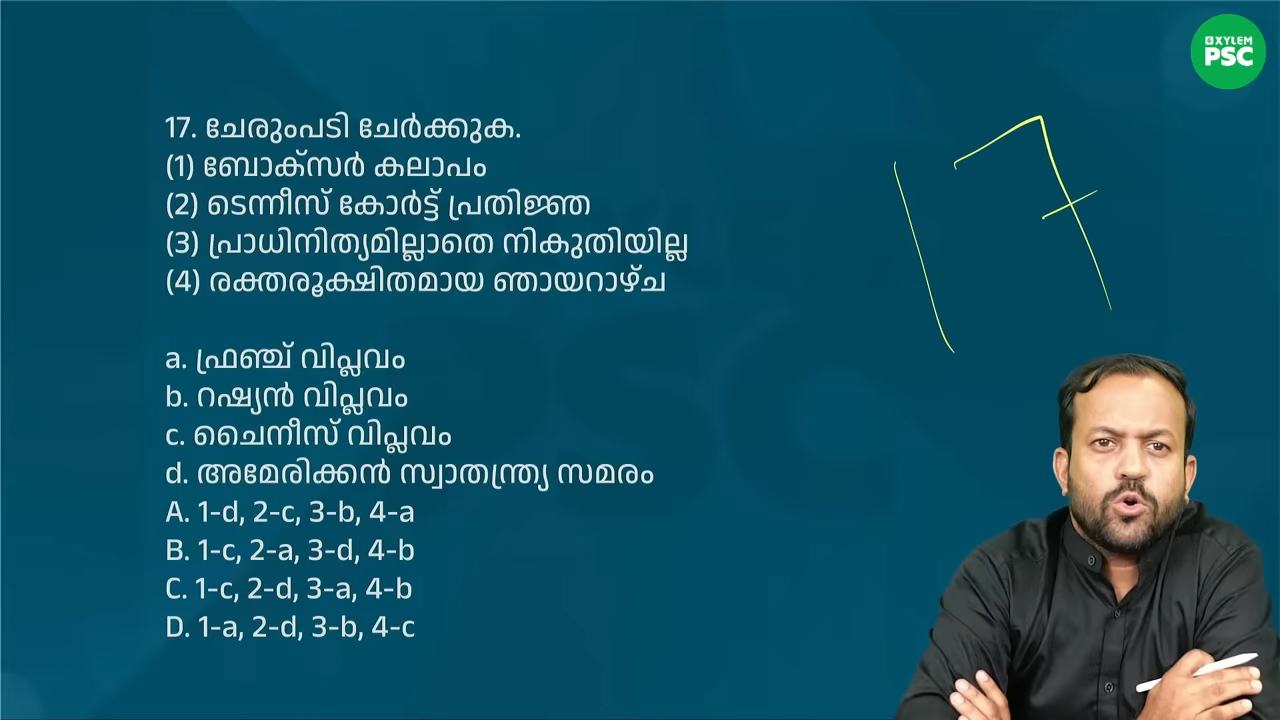 XYLEM
PSC
17. ചേരുംപടി ചേർക്കുക.
(1) ബോക്സർ കലാപം
(2) ടെന്നീസ് കോർട്ട് പ്രതിജ്ഞ
(3) പ്രാധിനിത്യമില്ലാതെ നികുതിയില്ല
(4) രക്തരൂക്ഷിതമായ ഞായറാഴ്ച
17
a. ഫ്രഞ്ച് വിപ്ലവം
b. റഷ്യൻ വിപ്ലവം
c. ചൈനീസ് വിപ്ലവം
d. അമേരിക്കൻ സ്വാതന്ത്ര്യ സമരം
A. 1-d, 2-c, 3-b, 4-a
B. 1-c, 2-a, 3-d, 4-b
C. 1-c, 2-d, 3-a, 4-b
D. 1-a, 2-d, 3-b, 4-c